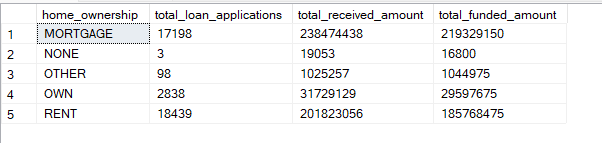 home_ownership total_loan_applications total_received_amount total_funded_amount
1 MORTGAGE 17198 238474438 219329150
2 NONE 3 19053 16800
3 OTHER 98 1025257 1044975
4 OWN 2838 31729129 29597675
5 RENT 18439 201823056 185768475